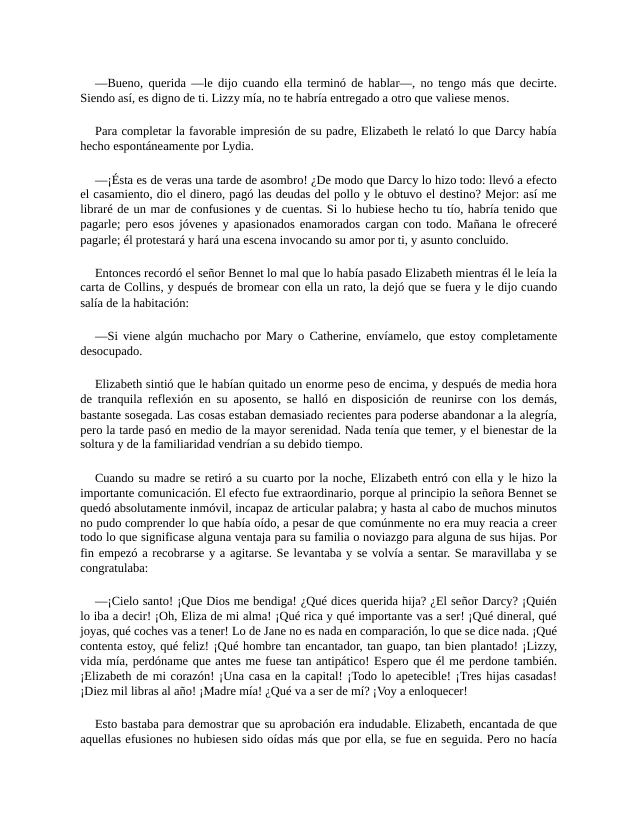 —Bueno, querida —le dijo cuando ella terminó de hablar—, no tengo más que decirte.
Siendo así, es digno de ti. Lizzy mía, no te habría entregado a otro que valiese menos.
Para completar la favorable impresión de su padre, Elizabeth le relató lo que Darcy había
hecho espontáneamente por Lydia.
—¡Ésta es de veras una tarde de asombro! ¿De modo que Darcy lo hizo todo: llevó a efecto
el casamiento, dio el dinero, pagó las deudas del pollo y le obtuvo el destino? Mejor: así me
libraré de un mar de confusiones y de cuentas. Si lo hubiese hecho tu tío, habría tenido que
pagarle; pero esos jóvenes y apasionados enamorados cargan con todo. Mañana le ofreceré
pagarle; él protestará y hará una escena invocando su amor por ti, y asunto concluido.
Entonces recordó el señor Bennet lo mal que lo había pasado Elizabeth mientras él le leía la
carta de Collins, y después de bromear con ella un rato, la dejó que se fuera y le dijo cuando
salía de la habitación:
—Si viene algún muchacho por Mary o Catherine, envíamelo, que estoy completamente
desocupado.
Elizabeth sintió que le habían quitado un enorme peso de encima, y después de media hora
de tranquila reflexión en su aposento, se halló en disposición de reunirse con los demás,
bastante sosegada. Las cosas estaban demasiado recientes para poderse abandonar a la alegría,
pero la tarde pasó en medio de la mayor serenidad. Nada tenía que temer, y el bienestar de la
soltura y de la familiaridad vendrían a su debido tiempo.
Cuando su madre se retiró a su cuarto por la noche, Elizabeth entró con ella y le hizo la
importante comunicación. El efecto fue extraordinario, porque al principio la señora Bennet se
quedó absolutamente inmóvil, incapaz de articular palabra; y hasta al cabo de muchos minutos
no pudo comprender lo que había oído, a pesar de que comúnmente no era muy reacia a creer
todo lo que significase alguna ventaja para su familia o noviazgo para alguna de sus hijas. Por
fin empezó a recobrarse y a agitarse. Se levantaba y se volvía a sentar. Se maravillaba y se
congratulaba:
—¡Cielo santo! ¡Que Dios me bendiga! ¿Qué dices querida hija? ¿El señor Darcy? ¡Quién
lo iba a decir! ¡Oh, Eliza de mi alma! ¡Qué rica y qué importante vas a ser! ¡Qué dineral, qué
joyas, qué coches vas a tener! Lo de Jane no es nada en comparación, lo que se dice nada. ¡Qué
contenta estoy, qué feliz! ¡Qué hombre tan encantador, tan guapo, tan bien plantado! ¡Lizzy,
vida mía, perdóname que antes me fuese tan antipático! Espero que él me perdone también.
¡Elizabeth de mi corazón! ¡Una casa en la capital! ¡Todo lo apetecible! ¡Tres hijas casadas!
¡Diez mil libras al año! ¡Madre mía! ¿Qué va a ser de mí? ¡Voy a enloquecer!
Esto bastaba para demostrar que su aprobación era indudable. Elizabeth, encantada de que
aquellas efusiones no hubiesen sido oídas más que por ella, se fue en seguida. Pero no hacía